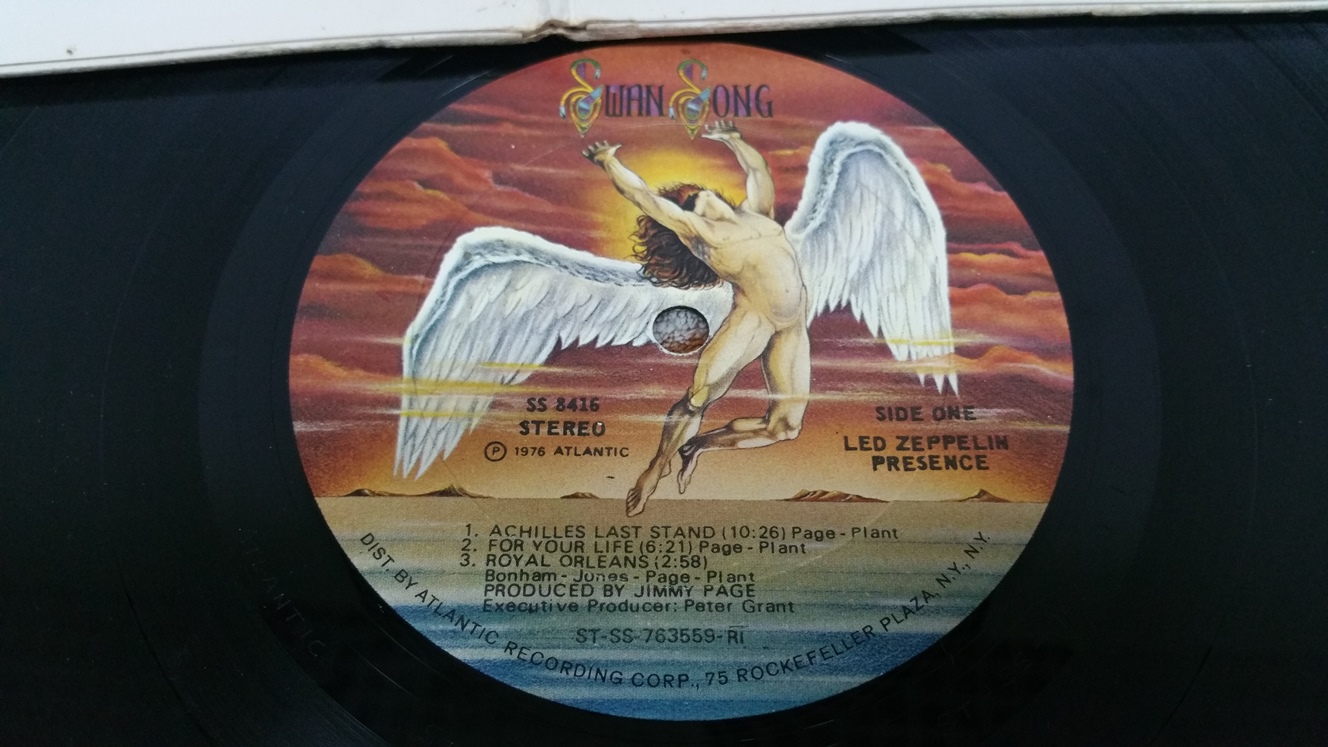 SWAN SONG
SS 8416
STEREO
Ⓟ 1976 ATLANTIC
SIDE ONE
LED ZEPPELIN
PRESENCE
1. ACHILLES LAST STAND (10:26) Page-Plant
2. FOR YOUR LIFE (6:21) Page-Plant
3. ROYAL ORLEANS (2:58)
Bonham-Jones-Page-Plant
PRODUCED BY JIMMY PAGE
Executive Producer: Peter Grant
ST-SS-763559-RI
DIST. BY ATLANTIC RECORDING CORP., 75 ROCKEFELLER PLAZA, N.Y., N.Y.